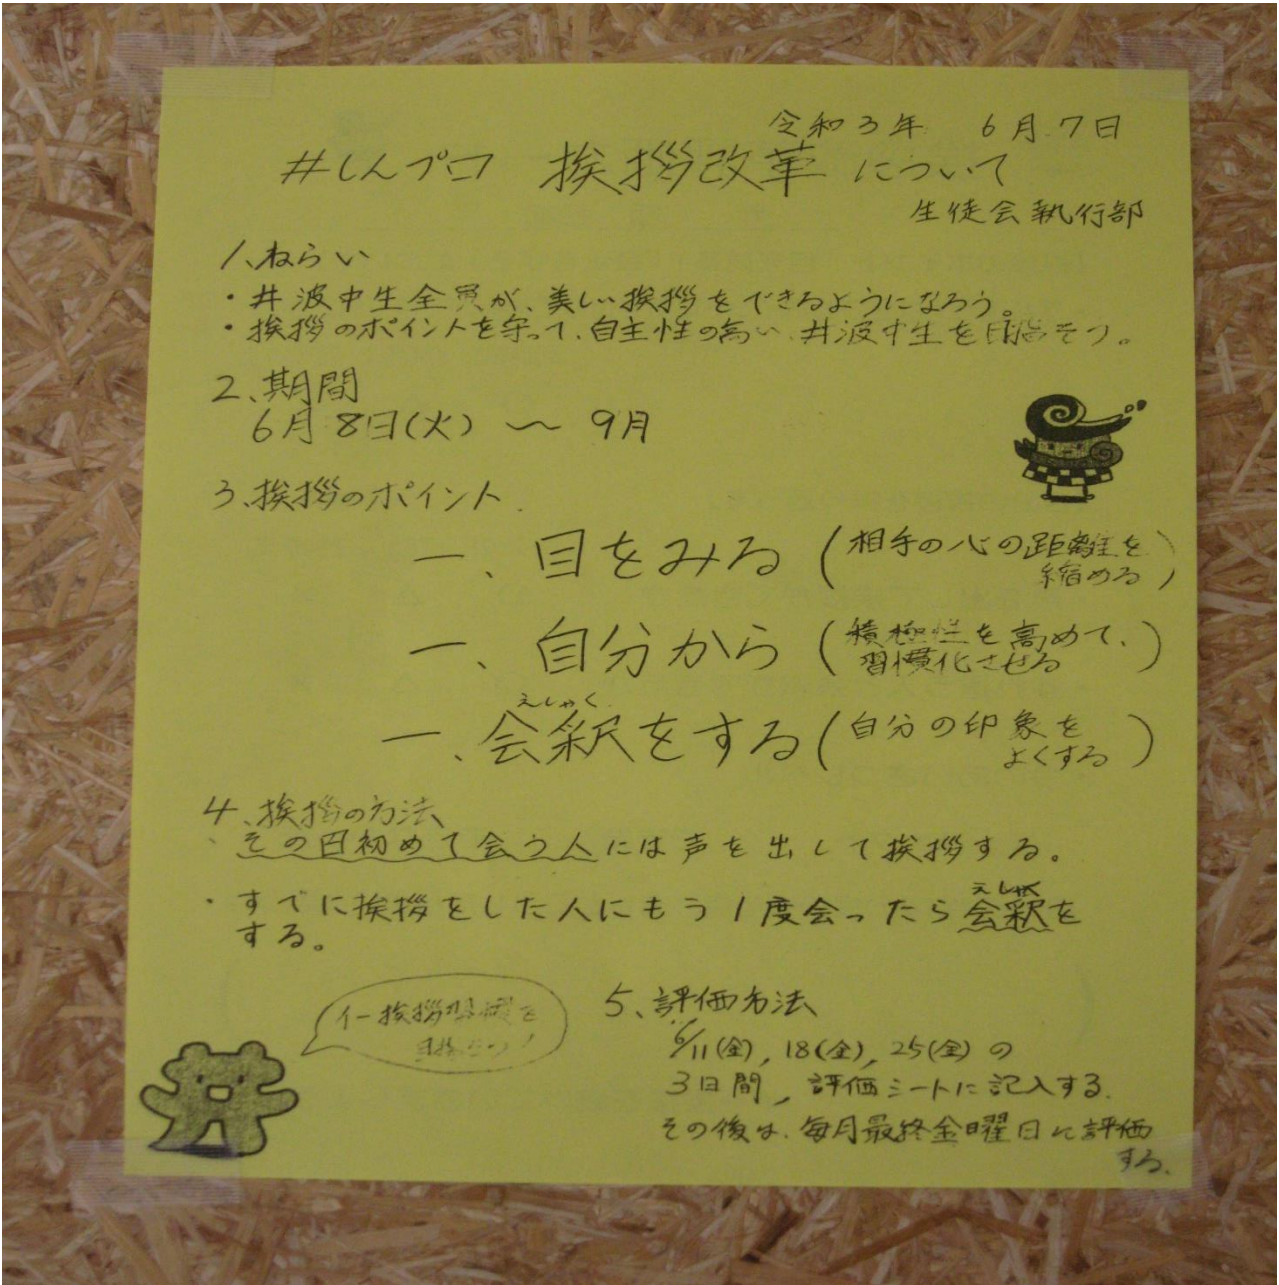 令和3年 6月7日
#しんプロ 挨拶改革 について
生徒会執行部
1、ねらい
・井波中生全員が、美しい挨拶をできるようになろう。
・挨拶のポイントを守って、自主性の高い、井波中生を目指そう。
2、期間
6月8日(火) 〜 9月
3、挨拶のポイント
一、目をみる (相手の心の距離を
縮める)
一、自分から (積極性を高めて、
習慣化させる)
えしゃく
一、会釈をする (自分の印象を
よくする)
4、挨拶の方法
・その日初めて会う人には声を出して挨拶する。
えしゃく
・すでに挨拶をした人にもう1度会ったら会釈を
する。
イー挨拶習慣を
目指そう!
5、評価方法
6/11(金), 18(金), 25(金)の
3日間, 評価シートに記入する.
その後は、毎月最終金曜日に評価
する.